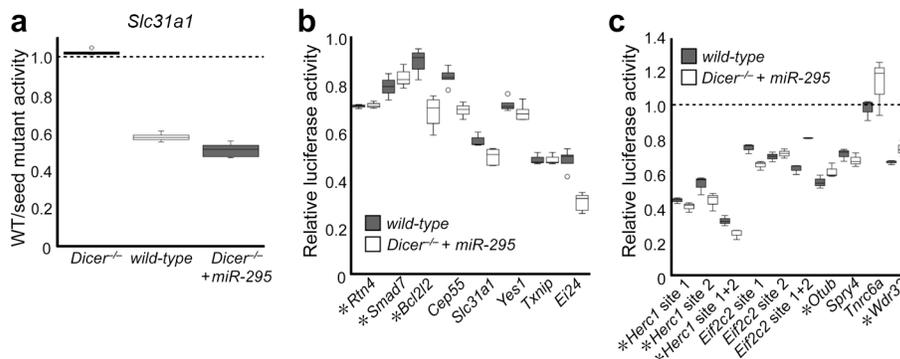 a
Slc31a1
WT/seed mutant activity
1.0
0.8
0.6
0.4
0.2
0
Dicer–/– wild-type Dicer–/– + miR-295
b
Relative luciferase activity
1.0
0.8
0.6
0.4
0.2
0
wild-type
Dicer–/– + miR-295
*Rtn4
*Smad7
*Bcl2l2
Cep55
Slc31a1
Yes1
Txnip
Ei24
c
Relative luciferase activity
1.4
1.2
1.0
0.8
0.6
0.4
0.2
0
wild-type
Dicer–/– + miR-295
*Herc1 site 1
*Herc1 site 2
*Herc1 site 1+2
Eif2c2 site 1
Eif2c2 site 2
Eif2c2 site 1+2
*Otub
Spry4
Tnrc6a